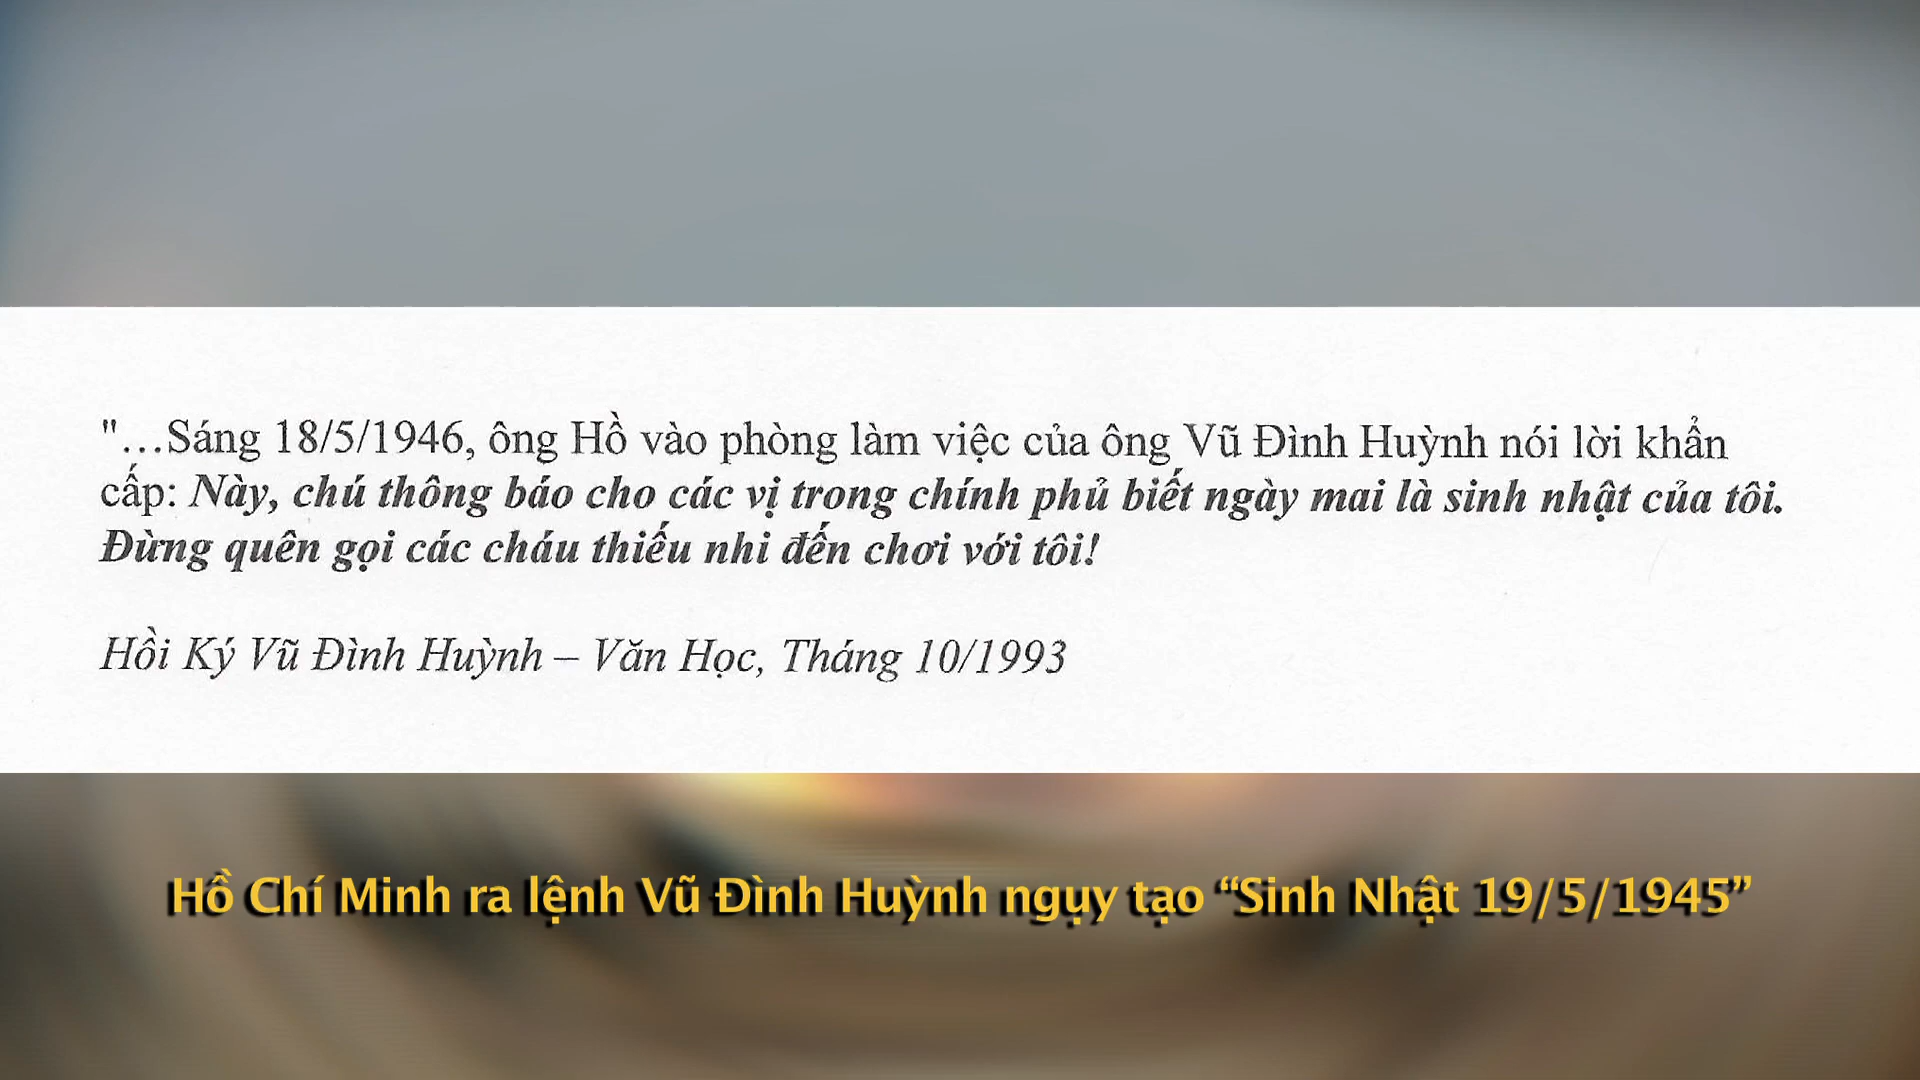 "…Sáng 18/5/1946, ông Hồ vào phòng làm việc của ông Vũ Đình Huỳnh nói lời khẩn
cấp: Này, chú thông báo cho các vị trong chính phủ biết ngày mai là sinh nhật của tôi.
Đừng quên gọi các cháu thiếu nhi đến chơi với tôi!
Hồi Ký Vũ Đình Huỳnh – Văn Học, Tháng 10/1993
Hồ Chí Minh ra lệnh Vũ Đình Huỳnh ngụy tạo “Sinh Nhật 19/5/1945”